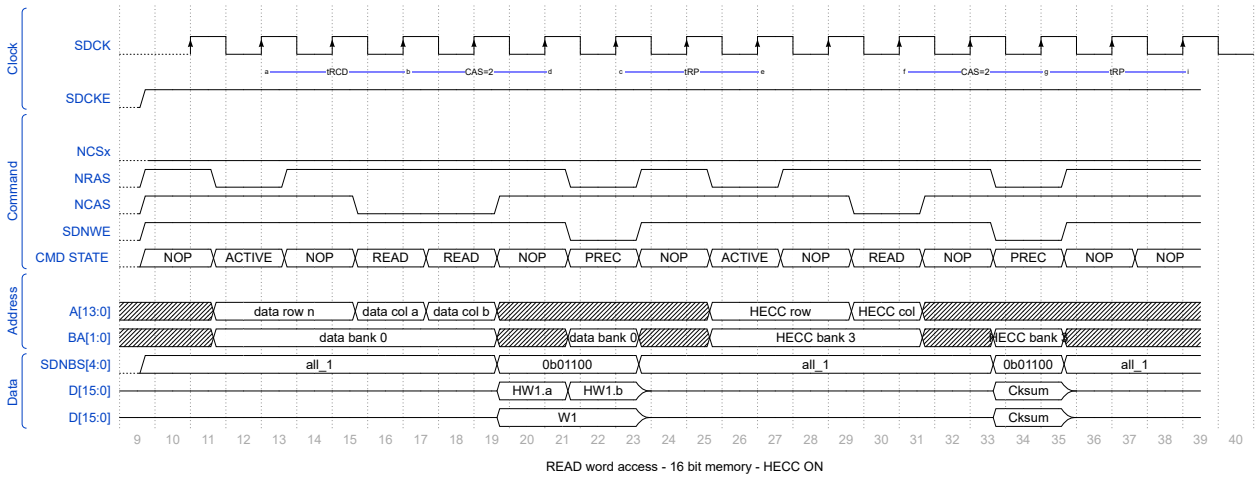 Clock
SDCK
a tRCD b CAS=2 d c tRP e f CAS=2 g tRP i
SDCKE
Command
NCSx
NRAS
NCAS
SDNWE
CMD STATE NOP ACTIVE NOP READ READ NOP PREC NOP ACTIVE NOP READ NOP PREC NOP NOP
Address
A[13:0] data row n data col a data col b HECC row HECC col
BA[1:0] data bank 0 data bank 0 HECC bank 3 HECC bank 3
Data
SDNBS[4:0] all_1 0b01100 all_1 0b01100 all_1
D[15:0] HW1.a HW1.b Cksum
D[15:0] W1 Cksum
9 10 11 12 13 14 15 16 17 18 19 20 21 22 23 24 25 26 27 28 29 30 31 32 33 34 35 36 37 38 39 40
READ word access - 16 bit memory - HECC ON